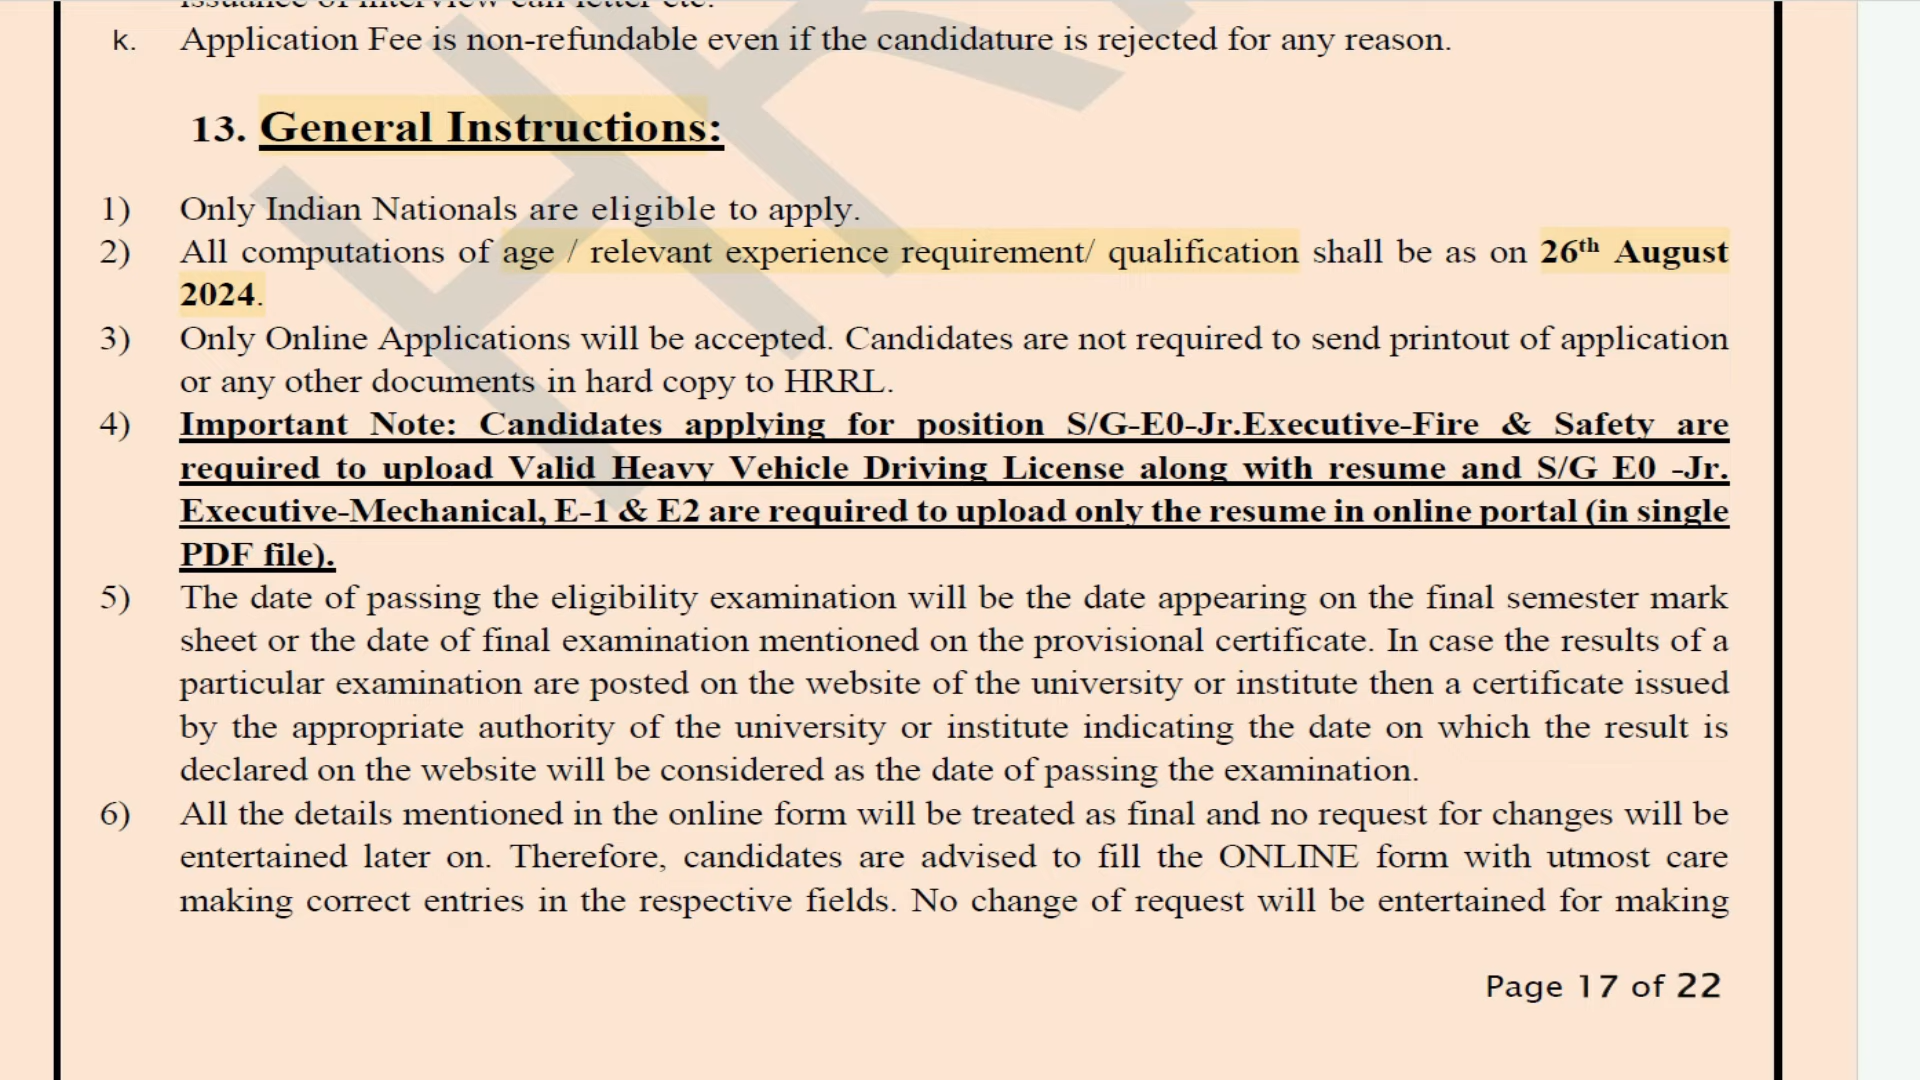 issuance of interview call letter etc.
k. Application Fee is non-refundable even if the candidature is rejected for any reason.
13. General Instructions:
1) Only Indian Nationals are eligible to apply.
2) All computations of age / relevant experience requirement/ qualification shall be as on 26th August
2024.
3) Only Online Applications will be accepted. Candidates are not required to send printout of application
or any other documents in hard copy to HRRL.
4) Important Note: Candidates applying for position S/G-E0-Jr.Executive-Fire & Safety are
required to upload Valid Heavy Vehicle Driving License along with resume and S/G E0 -Jr.
Executive-Mechanical, E-1 & E2 are required to upload only the resume in online portal (in single
PDF file).
5) The date of passing the eligibility examination will be the date appearing on the final semester mark
sheet or the date of final examination mentioned on the provisional certificate. In case the results of a
particular examination are posted on the website of the university or institute then a certificate issued
by the appropriate authority of the university or institute indicating the date on which the result is
declared on the website will be considered as the date of passing the examination.
6) All the details mentioned in the online form will be treated as final and no request for changes will be
entertained later on. Therefore, candidates are advised to fill the ONLINE form with utmost care
making correct entries in the respective fields. No change of request will be entertained for making
Page 17 of 22